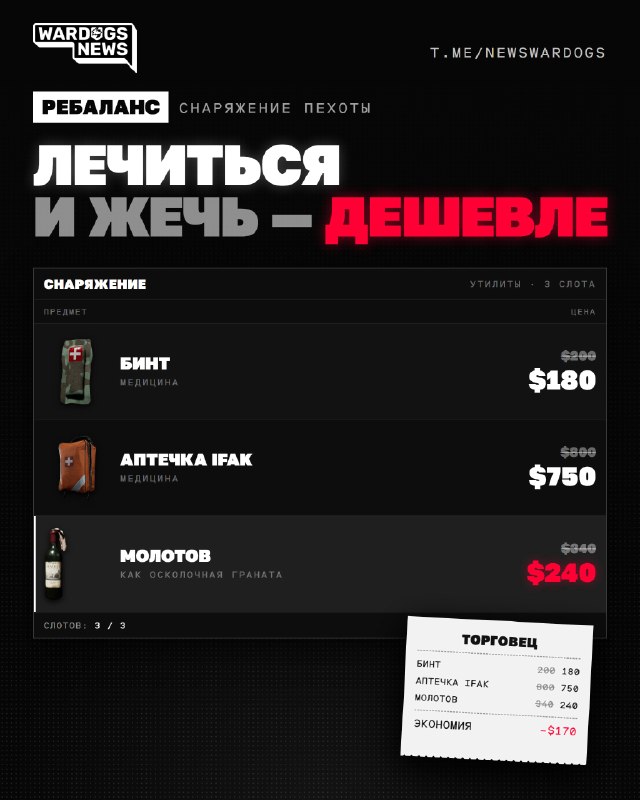 WARDOGS
NEWS
T.ME/NEWSWARDOGS
РЕБАЛАНС СНАРЯЖЕНИЕ ПЕХОТЫ
ЛЕЧИТЬСЯ
И ЖЕЧЬ — ДЕШЕВЛЕ
СНАРЯЖЕНИЕ УТИЛИТЫ · 3 СЛОТА
ПРЕДМЕТ ЦЕНА
$200
БИНТ
МЕДИЦИНА
$180
$800
АПТЕЧКА IFAK
МЕДИЦИНА
$750
$340
МОЛОТОВ
КАК ОСКОЛОЧНАЯ ГРАНАТА
$240
СЛОТОВ: 3 / 3
ТОРГОВЕЦ
БИНТ 200 180
АПТЕЧКА IFAK 800 750
МОЛОТОВ 340 240
ЭКОНОМИЯ -$170